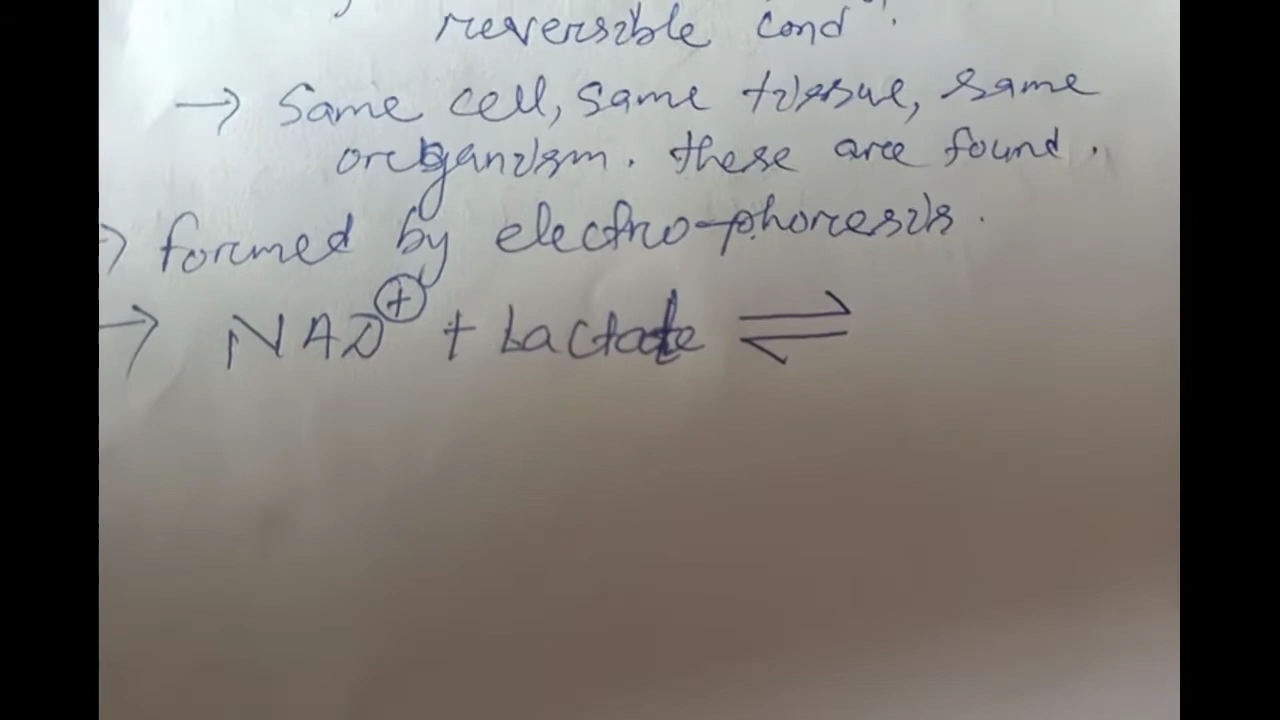 reversible cond^n.
→ Same cell, same tissue, same
organism. these are found.
→ formed by electro-phoresis.
→ NAD⊕ + Lactate ⇌